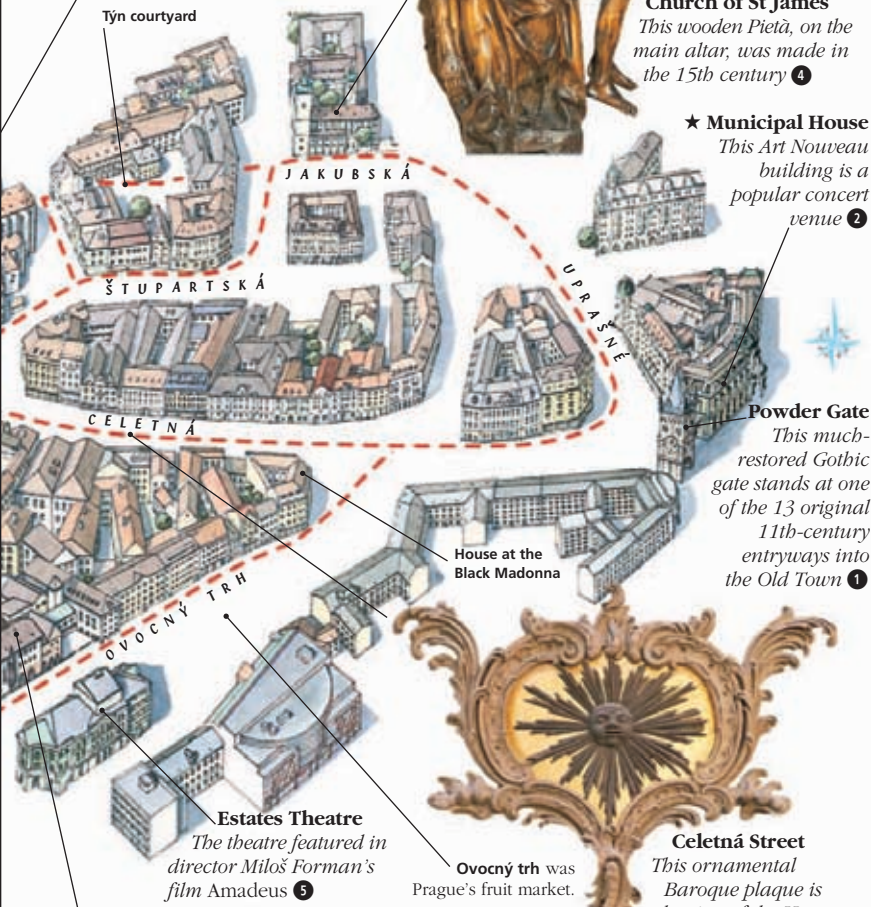 Týn courtyard
Church of St James
This wooden Pietà, on the
main altar, was made in
the 15th century 4
★ Municipal House
This Art Nouveau
building is a
popular concert
venue 2
JAKUBSKÁ
ŠTUPARTSKÁ
U PRAŠNÉ
CELETNÁ
Powder Gate
This much-
restored Gothic
gate stands at one
of the 13 original
11th-century
entryways into
the Old Town 1
House at the
Black Madonna
OVOCNÝ TRH
Estates Theatre
The theatre featured in
director Miloš Forman's
film Amadeus 5
Ovocný trh was
Prague's fruit market.
Celetná Street
This ornamental
Baroque plaque is